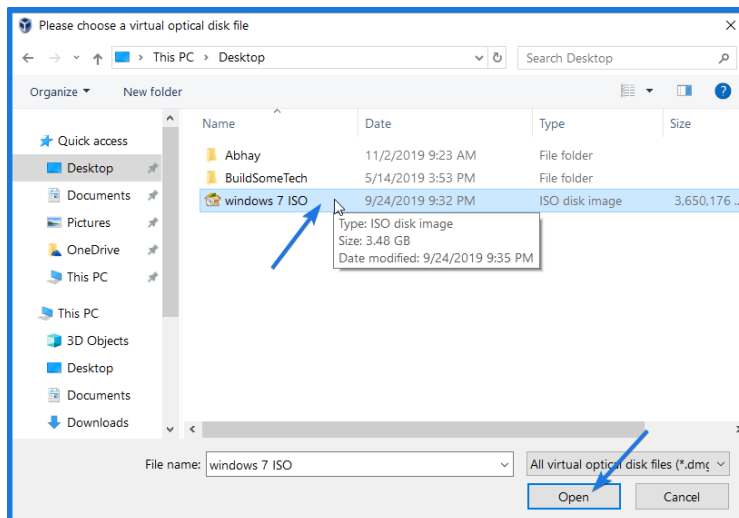 Please choose a virtual optical disk file
This PC > Desktop
Search Desktop
Organize New folder
Name Date Type Size
Quick access
Desktop
Documents
Pictures
OneDrive
This PC
This PC
3D Objects
Desktop
Documents
Downloads
Abhay 11/2/2019 9:23 AM File folder
BuildSomeTech 5/14/2019 3:53 PM File folder
windows 7 ISO 9/24/2019 9:32 PM ISO disk image 3,650,176 ..
Type: ISO disk image
Size: 3.48 GB
Date modified: 9/24/2019 9:35 PM
File name: windows 7 ISO
All virtual optical disk files (*.dmg
Open Cancel